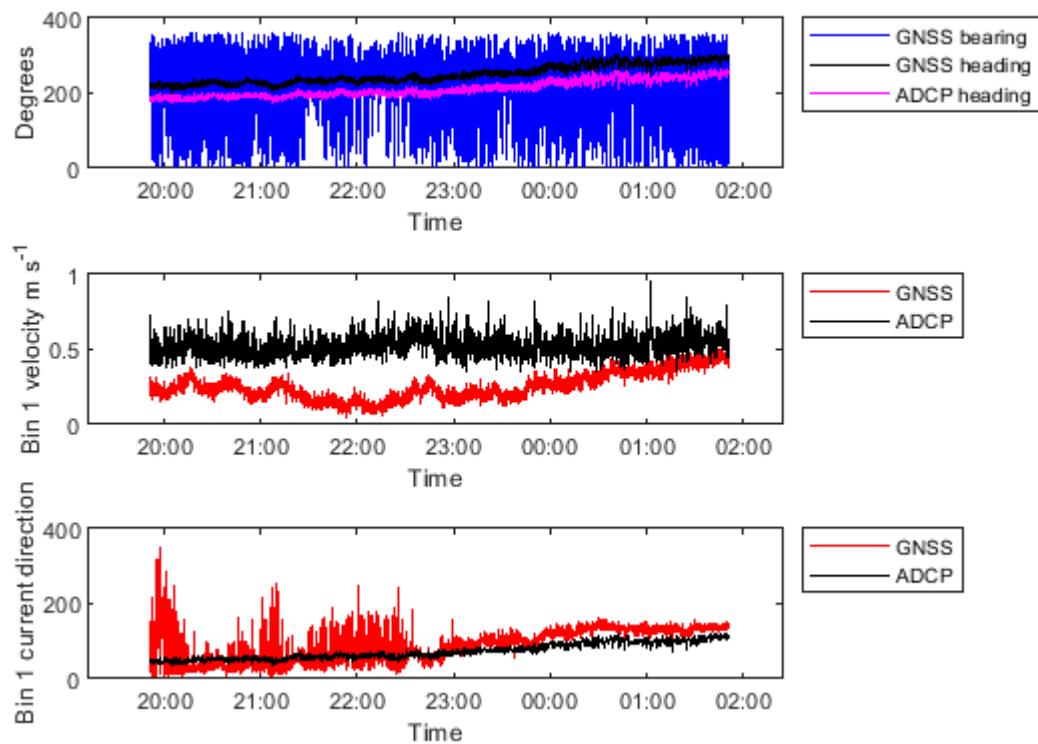 400
200
0
Degrees
20:00 21:00 22:00 23:00 00:00 01:00 02:00
Time
GNSS bearing
GNSS heading
ADCP heading
1
0.5
0
Bin 1 velocity m s⁻¹
20:00 21:00 22:00 23:00 00:00 01:00 02:00
Time
GNSS
ADCP
400
200
0
Bin 1 current direction
20:00 21:00 22:00 23:00 00:00 01:00 02:00
Time
GNSS
ADCP